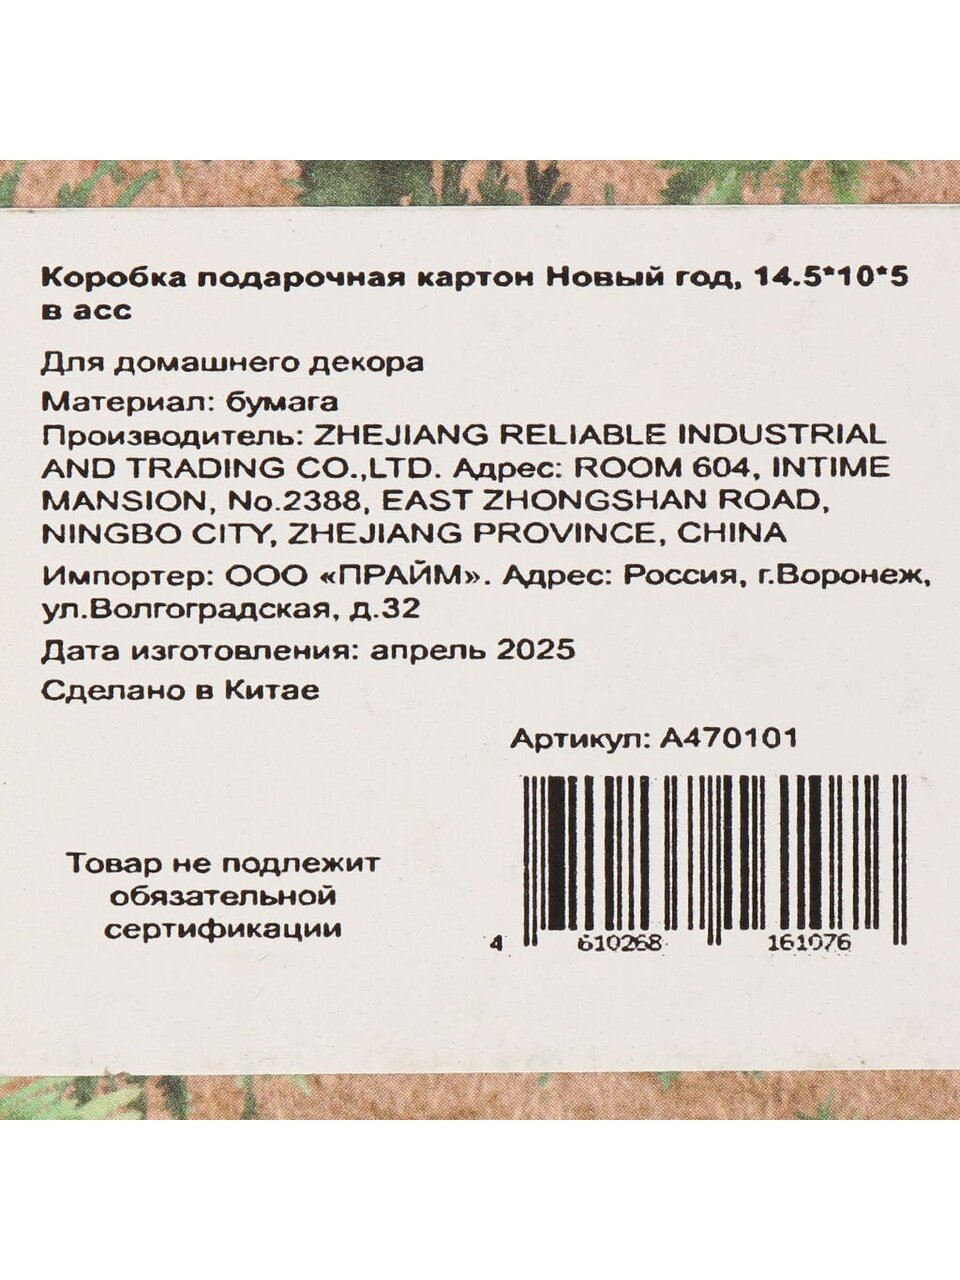 Коробка подарочная картон Новый год, 14.5*10*5
в асс
Для домашнего декора
Материал: бумага
Производитель: ZHEJIANG RELIABLE INDUSTRIAL
AND TRADING CO.,LTD. Адрес: ROOM 604, INTIME
MANSION, No.2388, EAST ZHONGSHAN ROAD,
NINGBO CITY, ZHEJIANG PROVINCE, CHINA
Импортер: ООО «ПРАЙМ». Адрес: Россия, г.Воронеж,
ул.Волгоградская, д.32
Дата изготовления: апрель 2025
Сделано в Китае
Артикул: А470101
Товар не подлежит
обязательной
сертификации
4 610268 161076